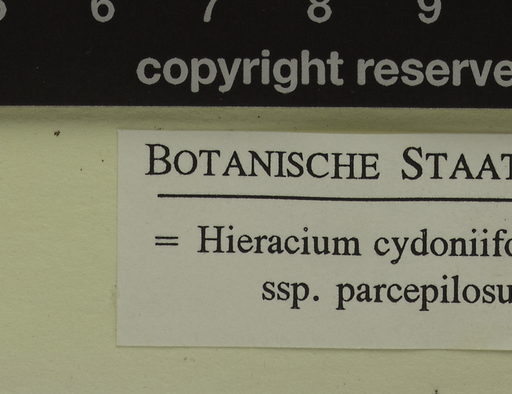 6 7 8 9
copyright reserve
BOTANISCHE STAAT
= Hieracium cydoniifo
ssp. parcepilosu